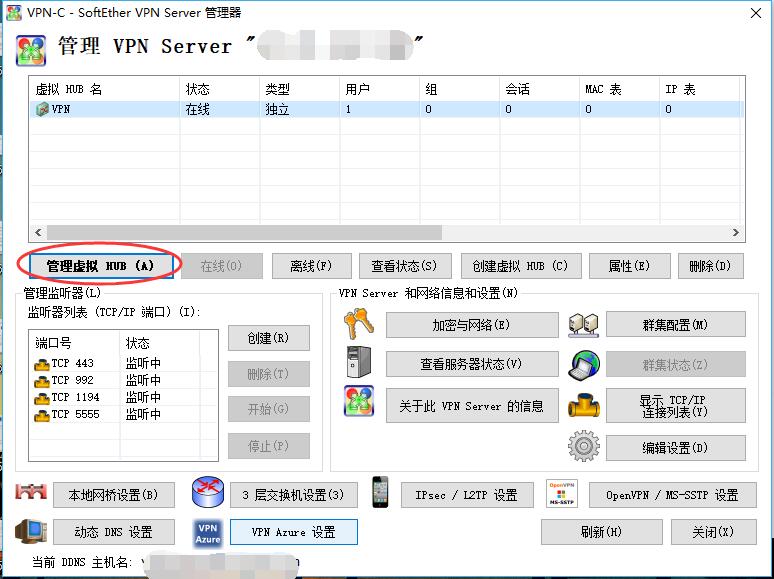 VPN-C - SoftEther VPN Server 管理器
管理 VPN Server "
"
虚拟 HUB 名 状态 类型 用户 组 会话 MAC 表 IP 表
VPN 在线 独立 1 0 0 0 0
管理虚拟 HUB (A) 在线(O) 离线(F) 查看状态(S) 创建虚拟 HUB (C) 属性(E) 删除(D)
管理监听器(L)
监听器列表 (TCP/IP 端口) (I):
端口号 状态
TCP 443 监听中
TCP 992 监听中
TCP 1194 监听中
TCP 5555 监听中
创建(R)
删除(T)
开始(G)
停止(P)
VPN Server 和网络信息和设置(N)
加密与网络(E) 群集配置(M)
查看服务器状态(V) 群集状态(Z)
关于此 VPN Server 的信息 显示 TCP/IP
连接列表(Y)
编辑设置(D)
本地网桥设置(B) 3 层交换机设置(3) IPsec / L2TP 设置 OpenVPN MS-SSTP OpenVPN / MS-SSTP 设置
动态 DNS 设置 VPN Azure VPN Azure 设置 刷新(H) 关闭(X)
当前 DDNS 主机名: